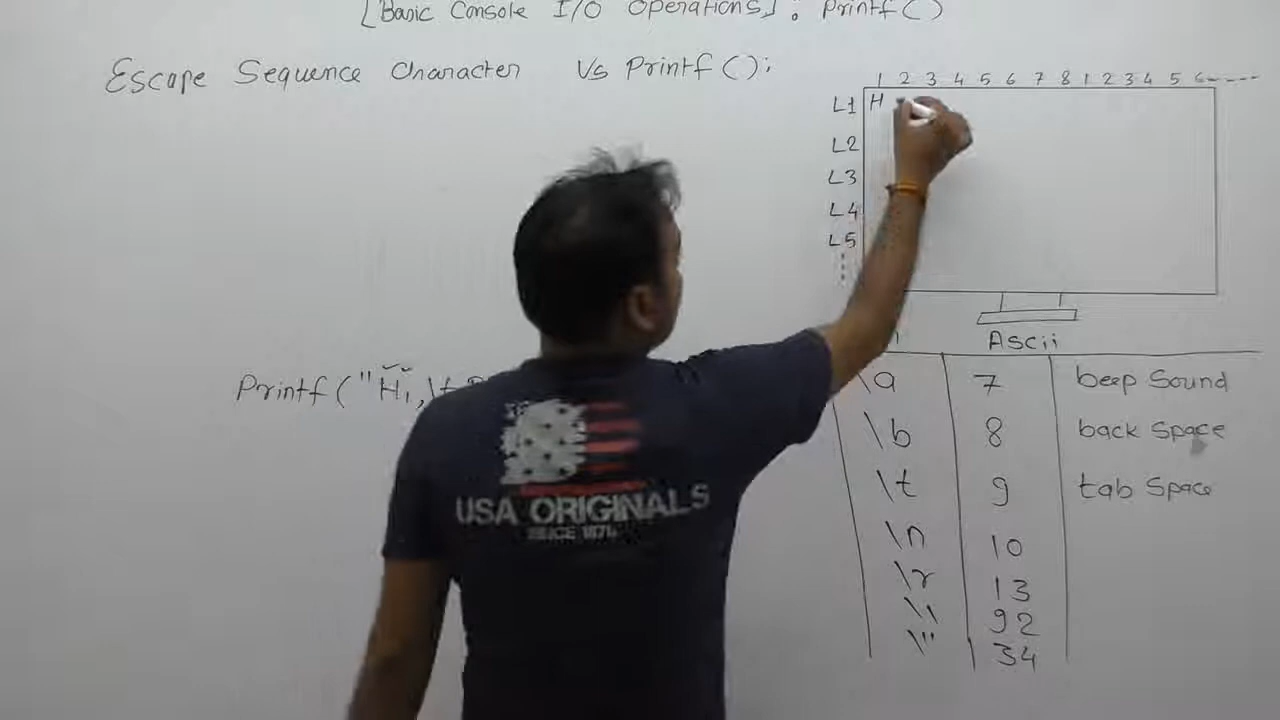 [Basic Console I/O Operations] : Printf()
Escape Sequence Character Vs Printf():
1 2 3 4 5 6 7 8 1 2 3 4 5 6
L1 H
L2
L3
L4
L5
Printf("Hi,\t
Ascii
\a 7 beep Sound
\b 8 back Space
\t 9 tab Space
\n 10
\r 13
\\ 92
\" 34
USA ORIGINALS
SINCE